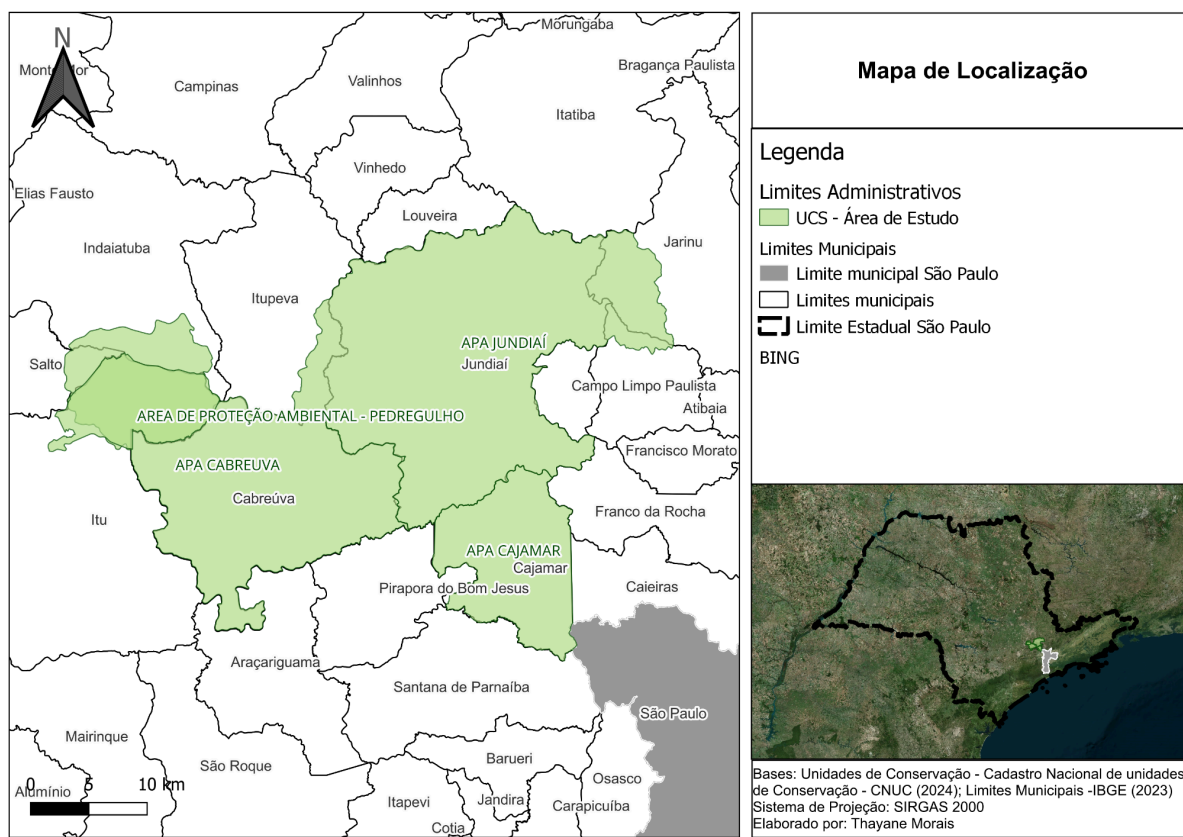 N
Morungaba
Monte Mor
Campinas
Valinhos
Bragança Paulista
Itatiba
Vinhedo
Elias Fausto
Louveira
Indaiatuba
Jarinu
Itupeva
APA JUNDIAÍ
Jundiaí
Salto
Campo Limpo Paulista
Atibaia
AREA DE PROTEÇÃO AMBIENTAL - PEDREGULHO
Francisco Morato
APA CABREUVA
Cabreúva
Itu
Franco da Rocha
APA CAJAMAR
Cajamar
Pirapora do Bom Jesus
Caieiras
Araçariguama
Santana de Parnaíba
São Paulo
Mairinque
São Roque
Barueri
Osasco
0 5 10 km
Alumínio
Itapevi
Jandira
Carapicuíba
Cotia
Mapa de Localização
Legenda
Limites Administrativos
UCS - Área de Estudo
Limites Municipais
Limite municipal São Paulo
Limites municipais
Limite Estadual São Paulo
BING
Bases: Unidades de Conservação - Cadastro Nacional de unidades
de Conservação - CNUC (2024); Limites Municipais -IBGE (2023)
Sistema de Projeção: SIRGAS 2000
Elaborado por: Thayane Morais